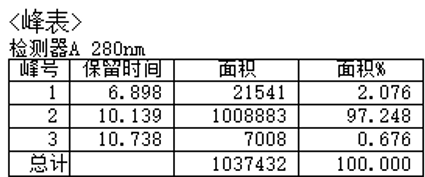 <峰表>
检测器A 280nm
峰号 保留时间 面积 面积%
1 6.898 21541 2.076
2 10.139 1008883 97.248
3 10.738 7008 0.676
总计 1037432 100.000